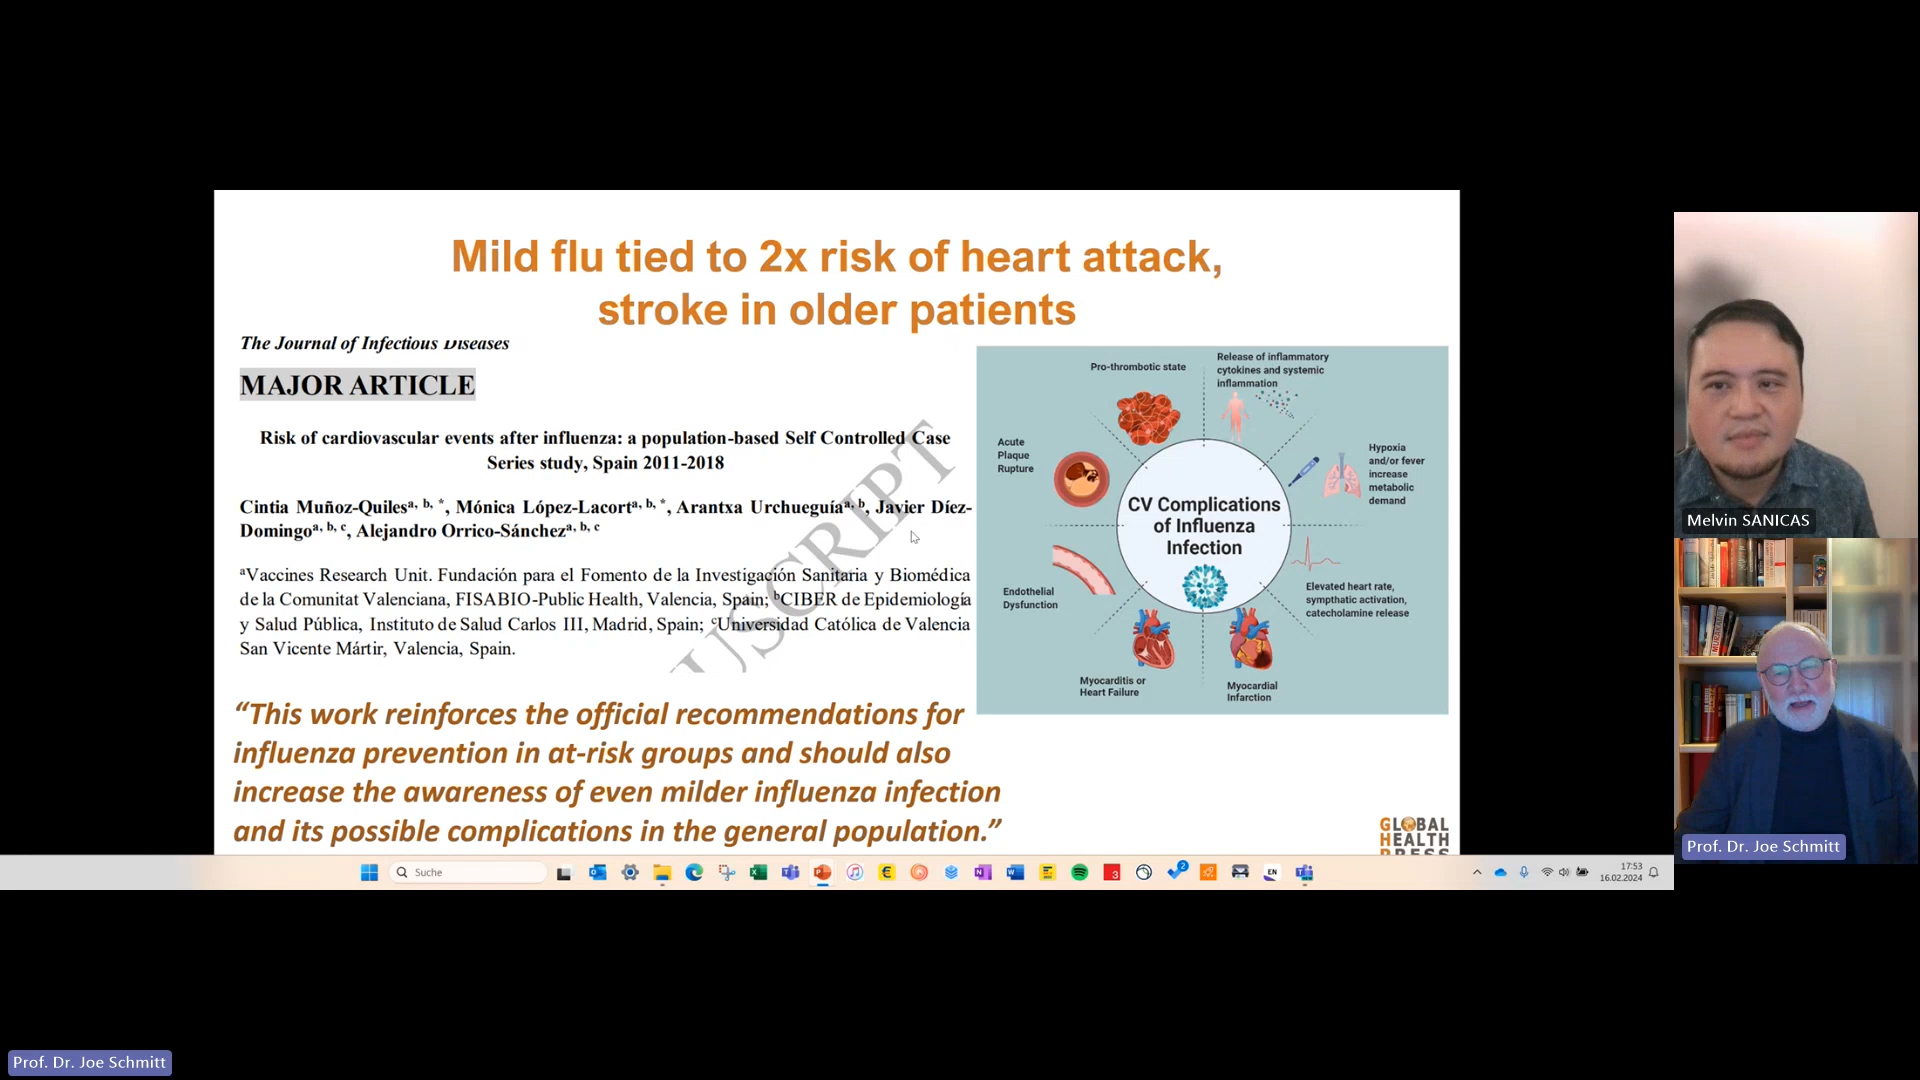 Mild flu tied to 2x risk of heart attack,
stroke in older patients
The Journal of Infectious Diseases
MAJOR ARTICLE
Risk of cardiovascular events after influenza: a population-based Self Controlled Case
Series study, Spain 2011-2018
Cintia Muñoz-Quilesa, b, *, Mónica López-Lacorta, b, *, Arantxa Urchueguíaa, b, Javier Díez-
Domingoa, b, c, Alejandro Orrico-Sáncheza, b, c
aVaccines Research Unit. Fundación para el Fomento de la Investigación Sanitaria y Biomédica
de la Comunitat Valenciana, FISABIO-Public Health, Valencia, Spain; bCIBER de Epidemiología
y Salud Pública, Instituto de Salud Carlos III, Madrid, Spain; cUniversidad Católica de Valencia
San Vicente Mártir, Valencia, Spain.
USCRIPT
“This work reinforces the official recommendations for
influenza prevention in at-risk groups and should also
increase the awareness of even milder influenza infection
and its possible complications in the general population.”
Pro-thrombotic state
Release of inflammatory
cytokines and systemic
inflammation
Acute
Plaque
Rupture
Hypoxia
and/or fever
increase
metabolic
demand
CV Complications
of Influenza
Infection
Endothelial
Dysfunction
Elevated heart rate,
sympthatic activation,
catecholamine release
Myocarditis or
Heart Failure
Myocardial
Infarction
GLOBAL
HEALTH
PRESS
Melvin SANICAS
Prof. Dr. Joe Schmitt
Suche
3
2
EN
17:53
16.02.2024
Prof. Dr. Joe Schmitt